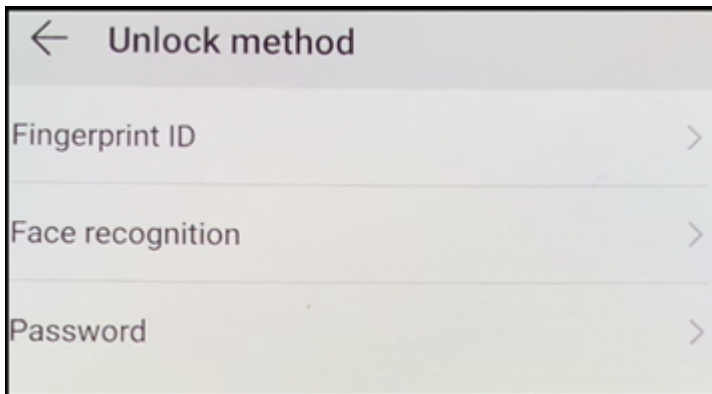 Unlock method
Fingerprint ID
Face recognition
Password